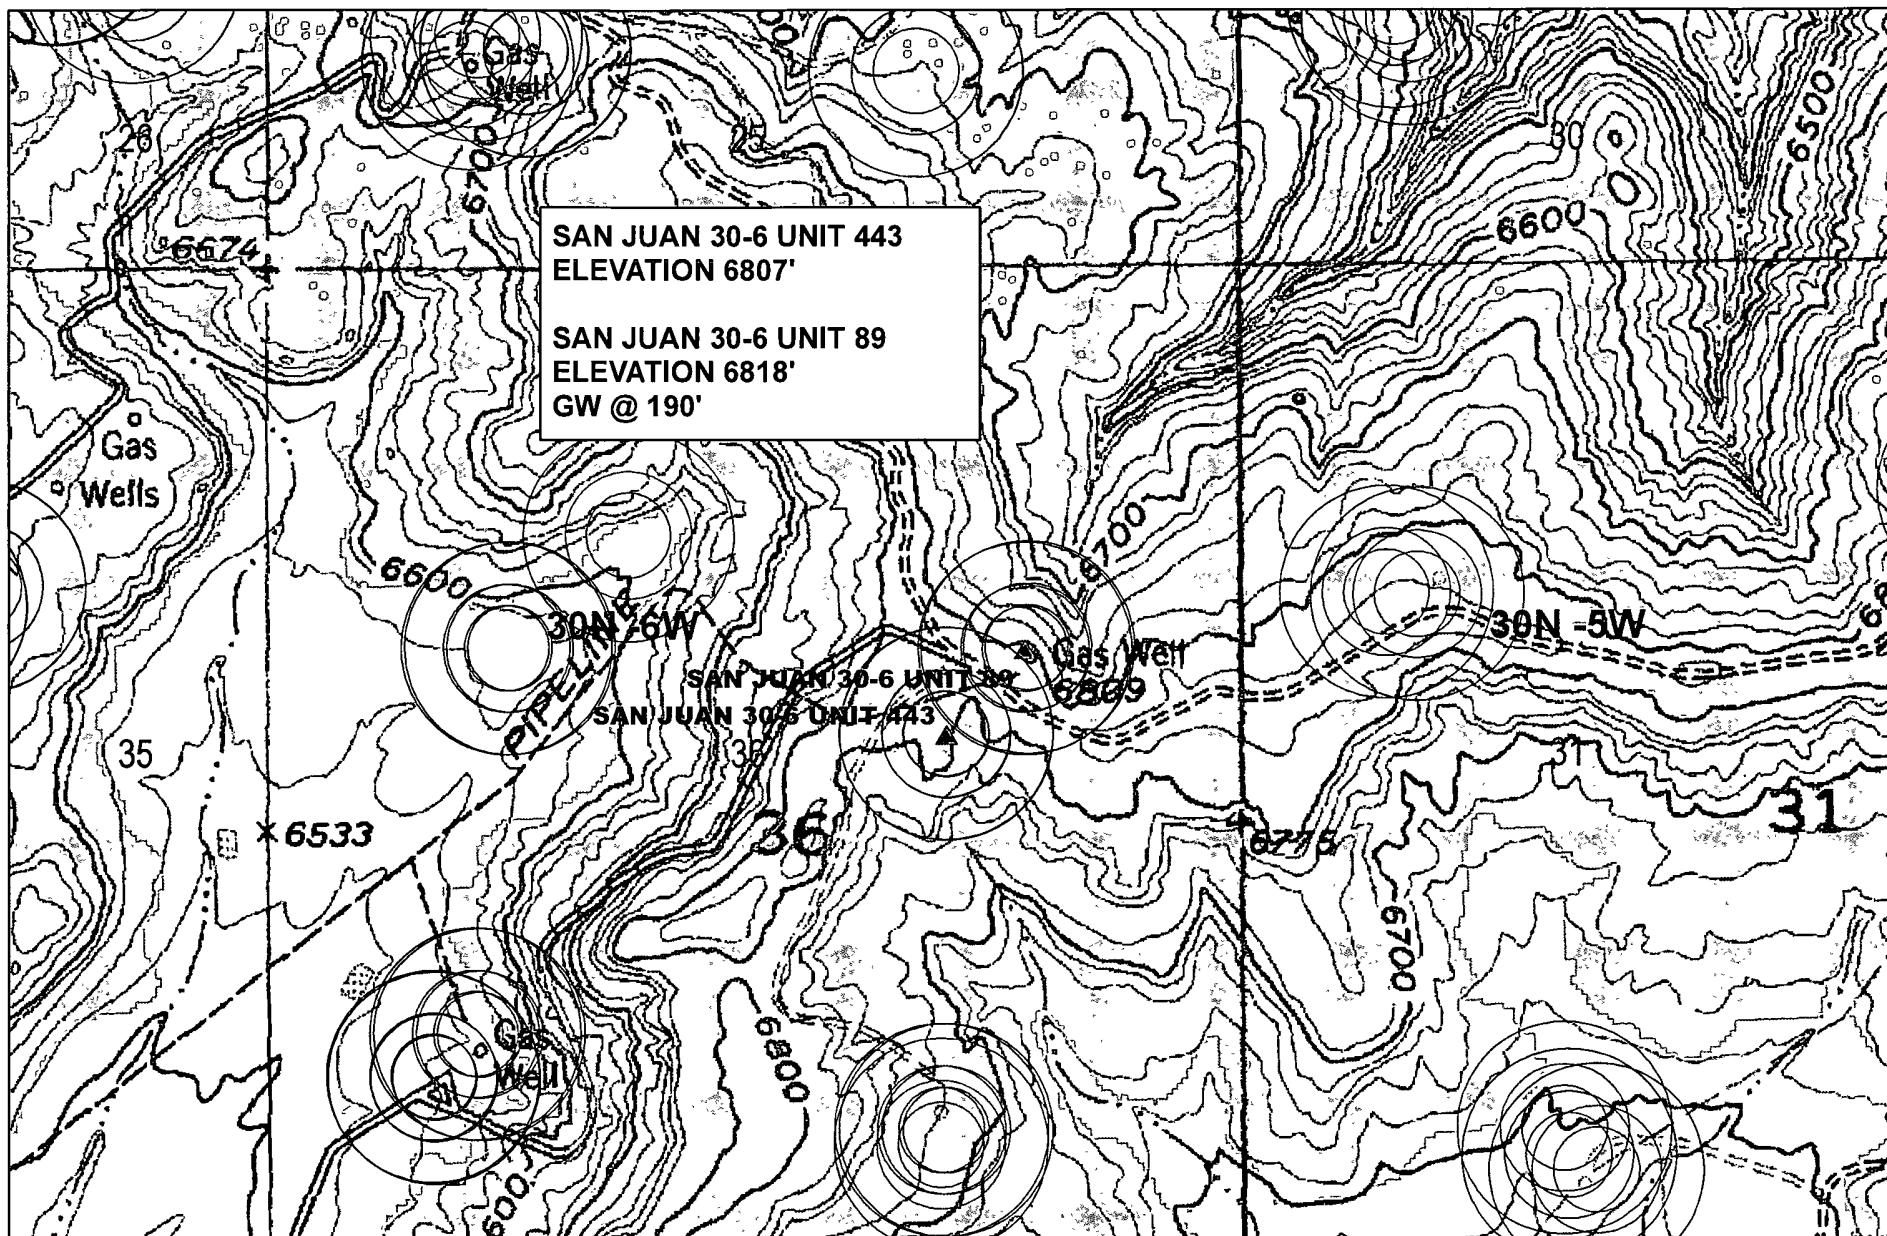 Gas
Well
26
25
30
6700
6500
6600
6674
SAN JUAN 30-6 UNIT 443
ELEVATION 6807'
SAN JUAN 30-6 UNIT 89
ELEVATION 6818'
GW @ 190'
Gas
Wells
6700
6600
30N -6W
30N -5W
PIPELINE
Gas Well
SAN JUAN 30-6 UNIT 89
6809
SAN JUAN 30-6 UNIT 443
35
36
31
6533
36
31
6775
6700
Gas
Well
6800